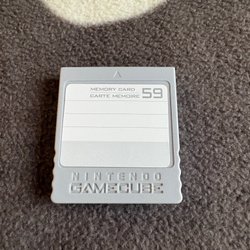 MEMORY CARD 59
CARTE MÉMOIRE
NINTENDO
GAMECUBE